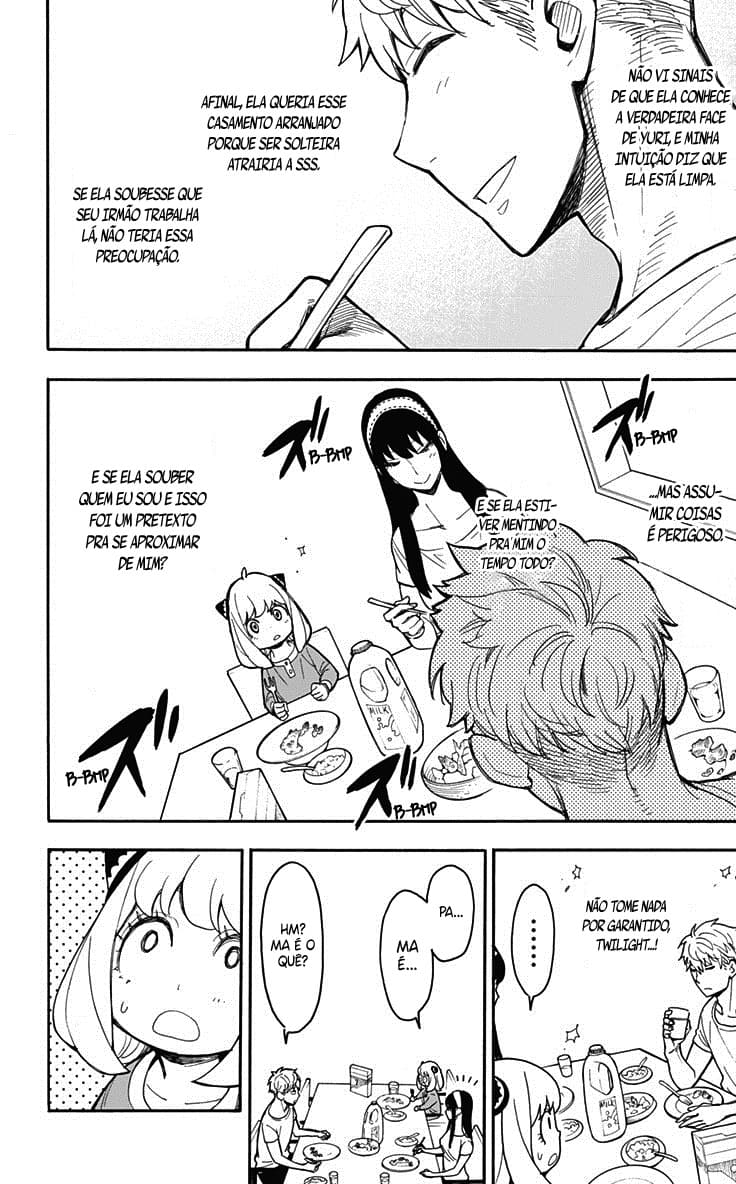 NÃO VI SINAIS
DE QUE ELA CONHECE
A VERDADEIRA FACE
DE YURI, E MINHA
INTUIÇÃO DIZ QUE
ELA ESTÁ LIMPA.
AFINAL, ELA QUERIA ESSE
CASAMENTO ARRANJADO
PORQUE SER SOLTEIRA
ATRAIRIA A SSS.
SE ELA SOUBESSE QUE
SEU IRMÃO TRABALHA
LÁ, NÃO TERIA ESSA
PREOCUPAÇÃO.
ズ
B-BMP
...MAS ASSU-
MIR COISAS
É PERIGOSO.
ズ
B-BMP
E SE ELA ESTI-
VER MENTINDO
PRA MIM O
TEMPO TODO?
E SE ELA SOUBER
QUEM EU SOU E ISSO
FOI UM PRETEXTO
PRA SE APROXIMAR
DE MIM?
MILK
ズ
B-BMP
ズ
B-BMP
NÃO TOME NADA
POR GARANTIDO,
TWILIGHT...!
......
MILK
PA...
MA
É...
HM?
MA É O
QUÊ?